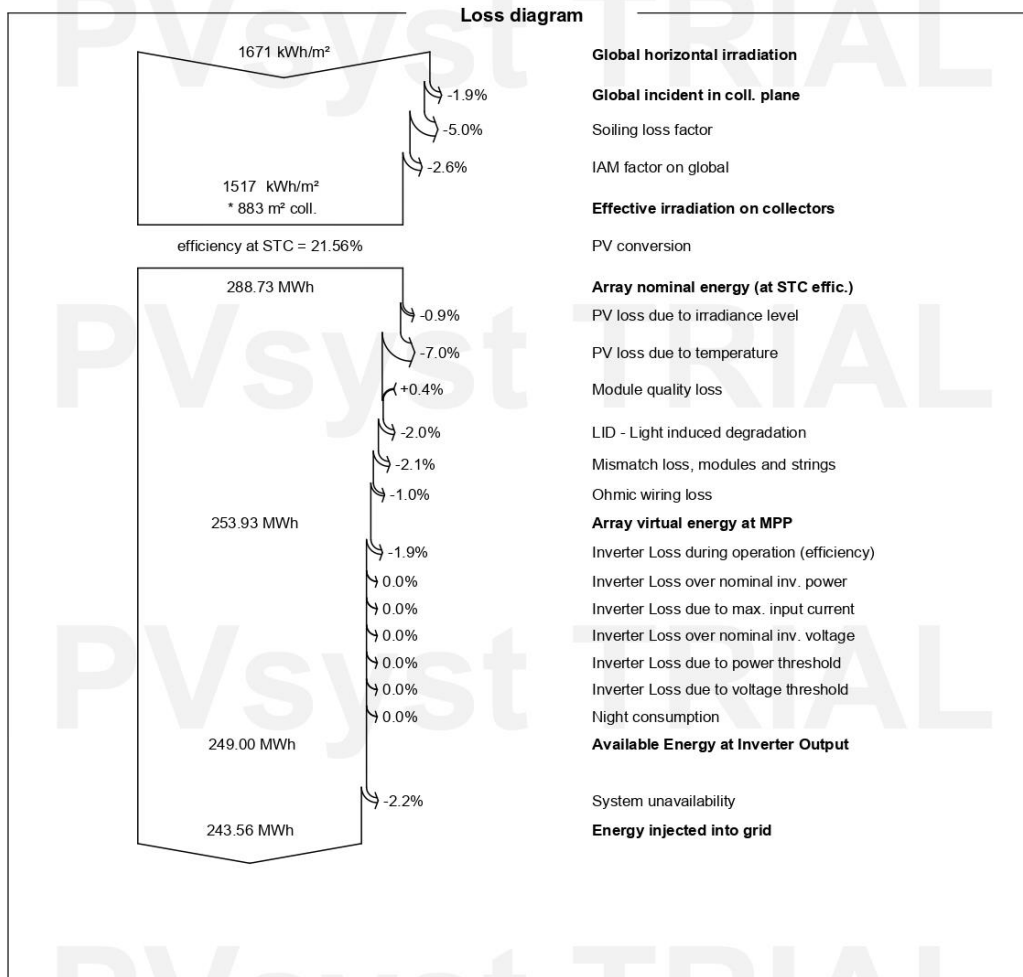 Loss diagram
1671 kWh/m²
Global horizontal irradiation
-1.9%
Global incident in coll. plane
-5.0%
Soiling loss factor
-2.6%
IAM factor on global
1517 kWh/m²
* 883 m² coll.
Effective irradiation on collectors
efficiency at STC = 21.56%
PV conversion
288.73 MWh
Array nominal energy (at STC effic.)
-0.9%
PV loss due to irradiance level
-7.0%
PV loss due to temperature
+0.4%
Module quality loss
-2.0%
LID - Light induced degradation
-2.1%
Mismatch loss, modules and strings
-1.0%
Ohmic wiring loss
253.93 MWh
Array virtual energy at MPP
-1.9%
Inverter Loss during operation (efficiency)
0.0%
Inverter Loss over nominal inv. power
0.0%
Inverter Loss due to max. input current
0.0%
Inverter Loss over nominal inv. voltage
0.0%
Inverter Loss due to power threshold
0.0%
Inverter Loss due to voltage threshold
0.0%
Night consumption
249.00 MWh
Available Energy at Inverter Output
-2.2%
System unavailability
243.56 MWh
Energy injected into grid
PVsyst TRIAL
PVsyst TRIAL
PVsyst TRIAL
PVsyst TRIAL